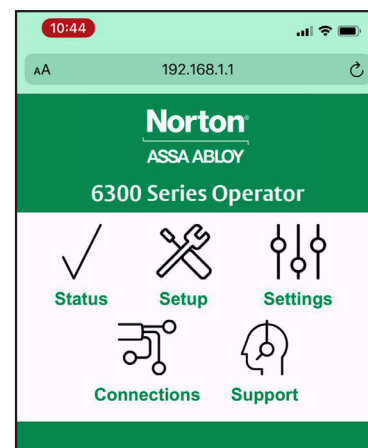 10:44
AA
192.168.1.1
Norton
ASSA ABLOY
6300 Series Operator
Status
Setup
Settings
Connections
Support